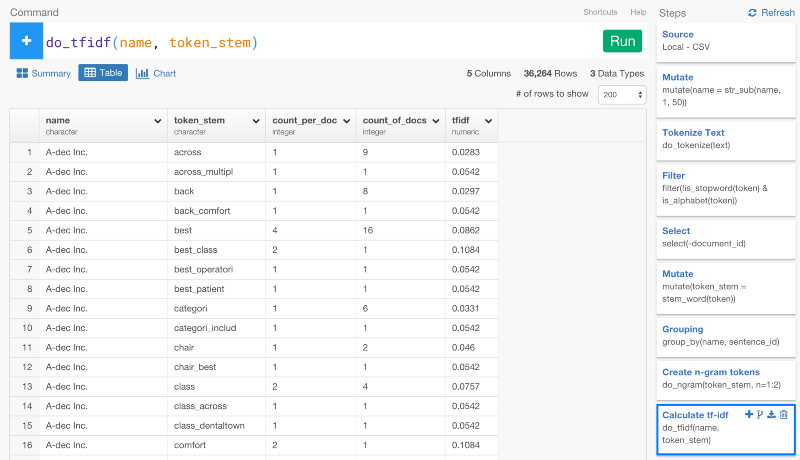 Command
Shortcuts Help
+ do_tfidf(name, token_stem)
Run
Summary Table Chart
5 Columns 36,264 Rows 3 Data Types
# of rows to show 200
name token_stem count_per_doc count_of_docs tfidf
character character integer integer numeric
1 A-dec Inc. across 1 9 0.0283
2 A-dec Inc. across_multipl 1 1 0.0542
3 A-dec Inc. back 1 8 0.0297
4 A-dec Inc. back_comfort 1 1 0.0542
5 A-dec Inc. best 4 16 0.0862
6 A-dec Inc. best_class 2 1 0.1084
7 A-dec Inc. best_operatori 1 1 0.0542
8 A-dec Inc. best_patient 1 1 0.0542
9 A-dec Inc. categori 1 6 0.0331
10 A-dec Inc. categori_includ 1 1 0.0542
11 A-dec Inc. chair 1 2 0.046
12 A-dec Inc. chair_best 1 1 0.0542
13 A-dec Inc. class 2 4 0.0757
14 A-dec Inc. class_across 1 1 0.0542
15 A-dec Inc. class_dentaltown 1 1 0.0542
16 A-dec Inc. comfort 2 1 0.1084
Steps Refresh
Source
Local - CSV
Mutate
mutate(name = str_sub(name,
1, 50))
Tokenize Text
do_tokenize(text)
Filter
filter(!is_stopword(token) &
is_alphabet(token))
Select
select(-document_id)
Mutate
mutate(token_stem =
stem_word(token))
Grouping
group_by(name, sentence_id)
Create n-gram tokens
do_ngram(token_stem, n=1:2)
Calculate tf-idf
do_tfidf(name,
token_stem)